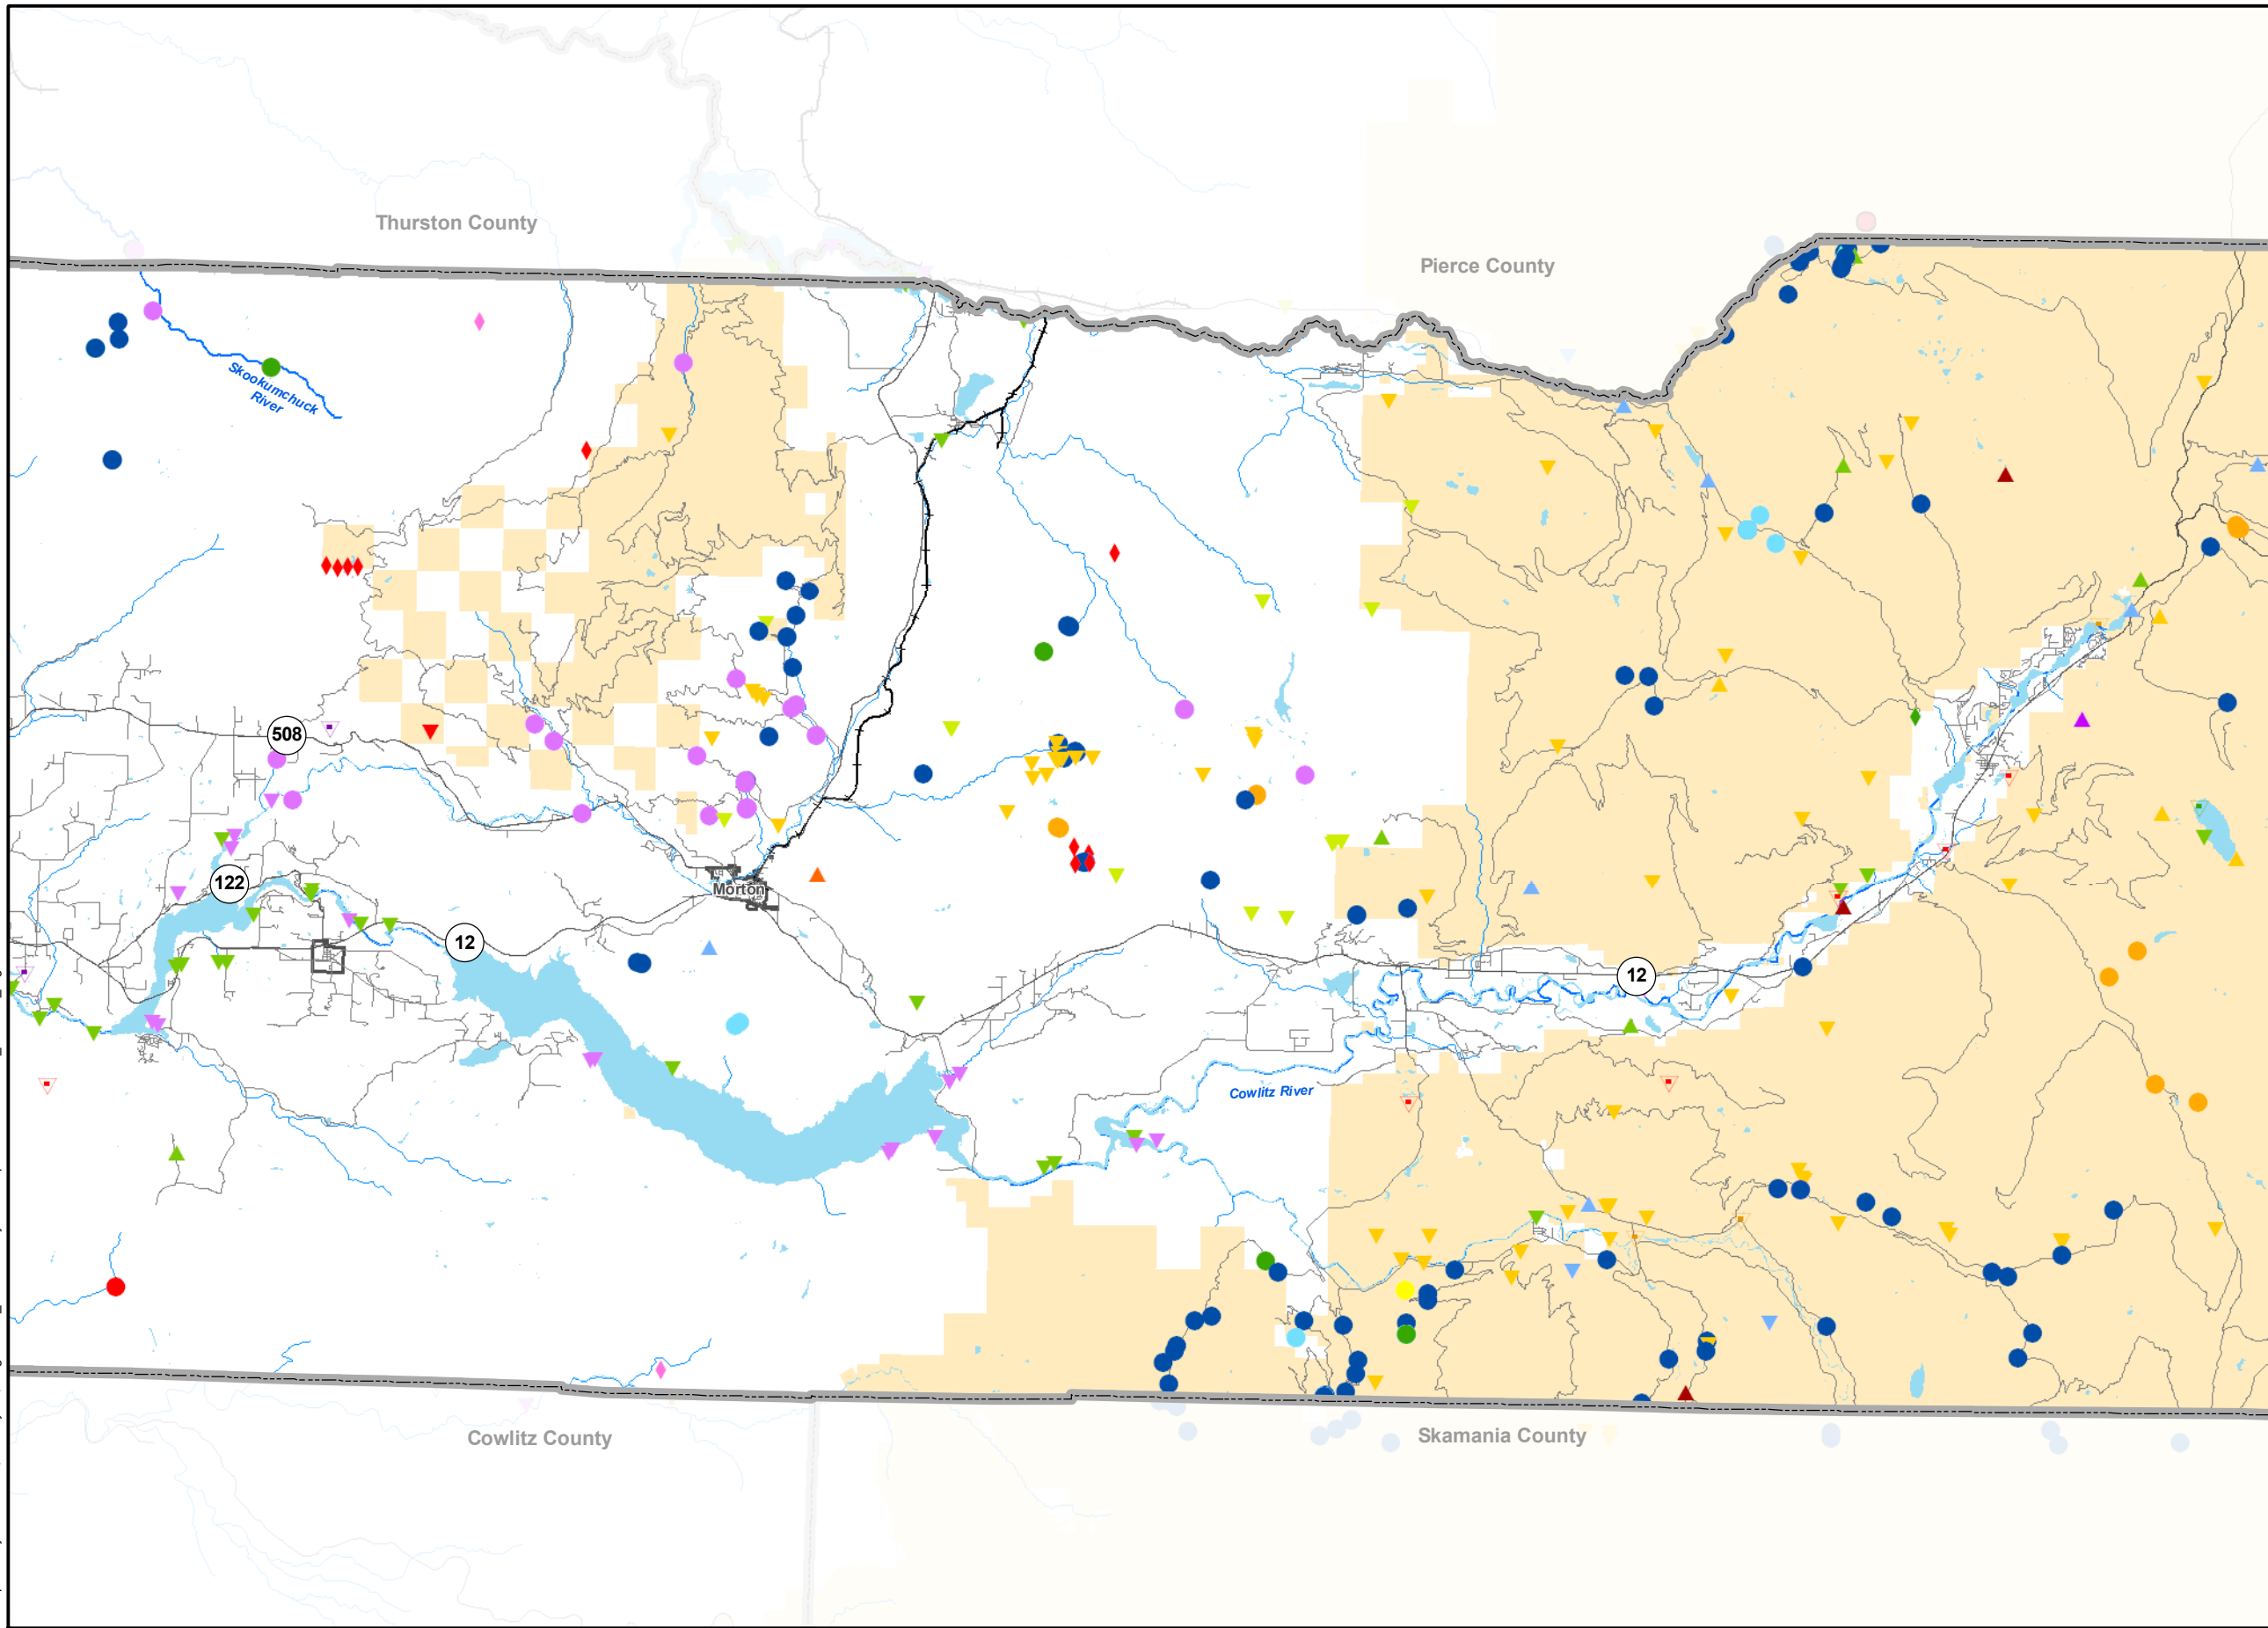 Thurston County
Pierce County
Skookumchuck
River
508
122
Morton
12
12
Cowlitz River
Cowlitz County
Skamania County